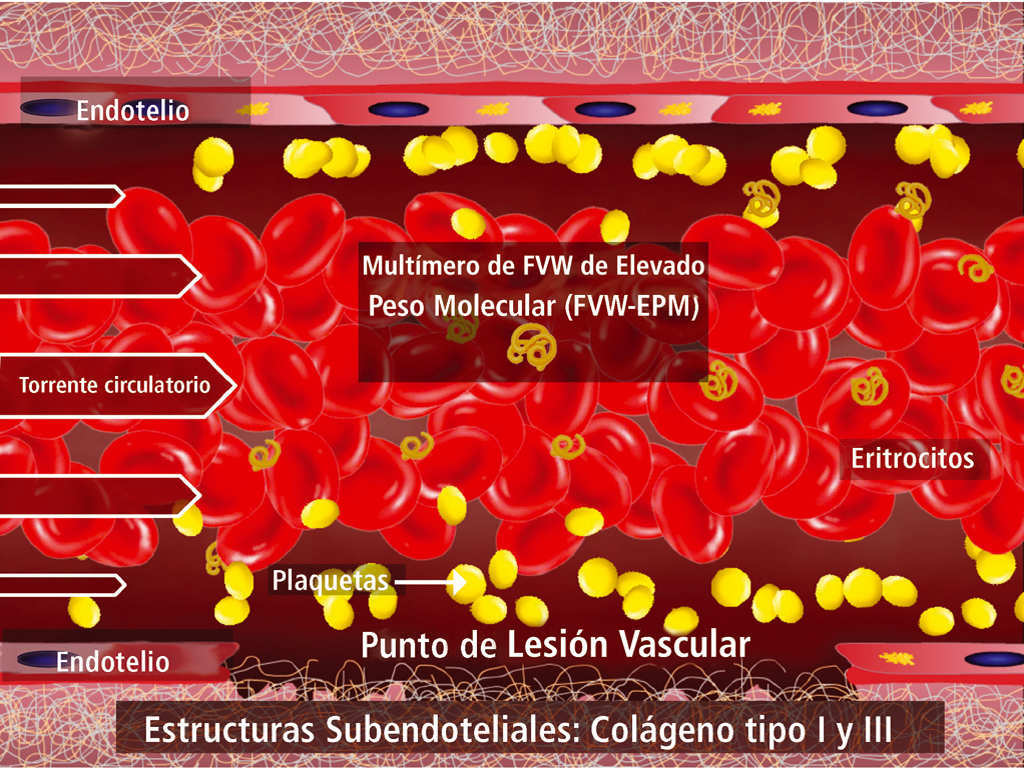 Endotelio
Multímero de FVW de Elevado
Peso Molecular (FVW-EPM)
Torrente circulatorio
Eritrocitos
Plaquetas
Punto de Lesión Vascular
Endotelio
Estructuras Subendoteliales: Colágeno tipo I y III